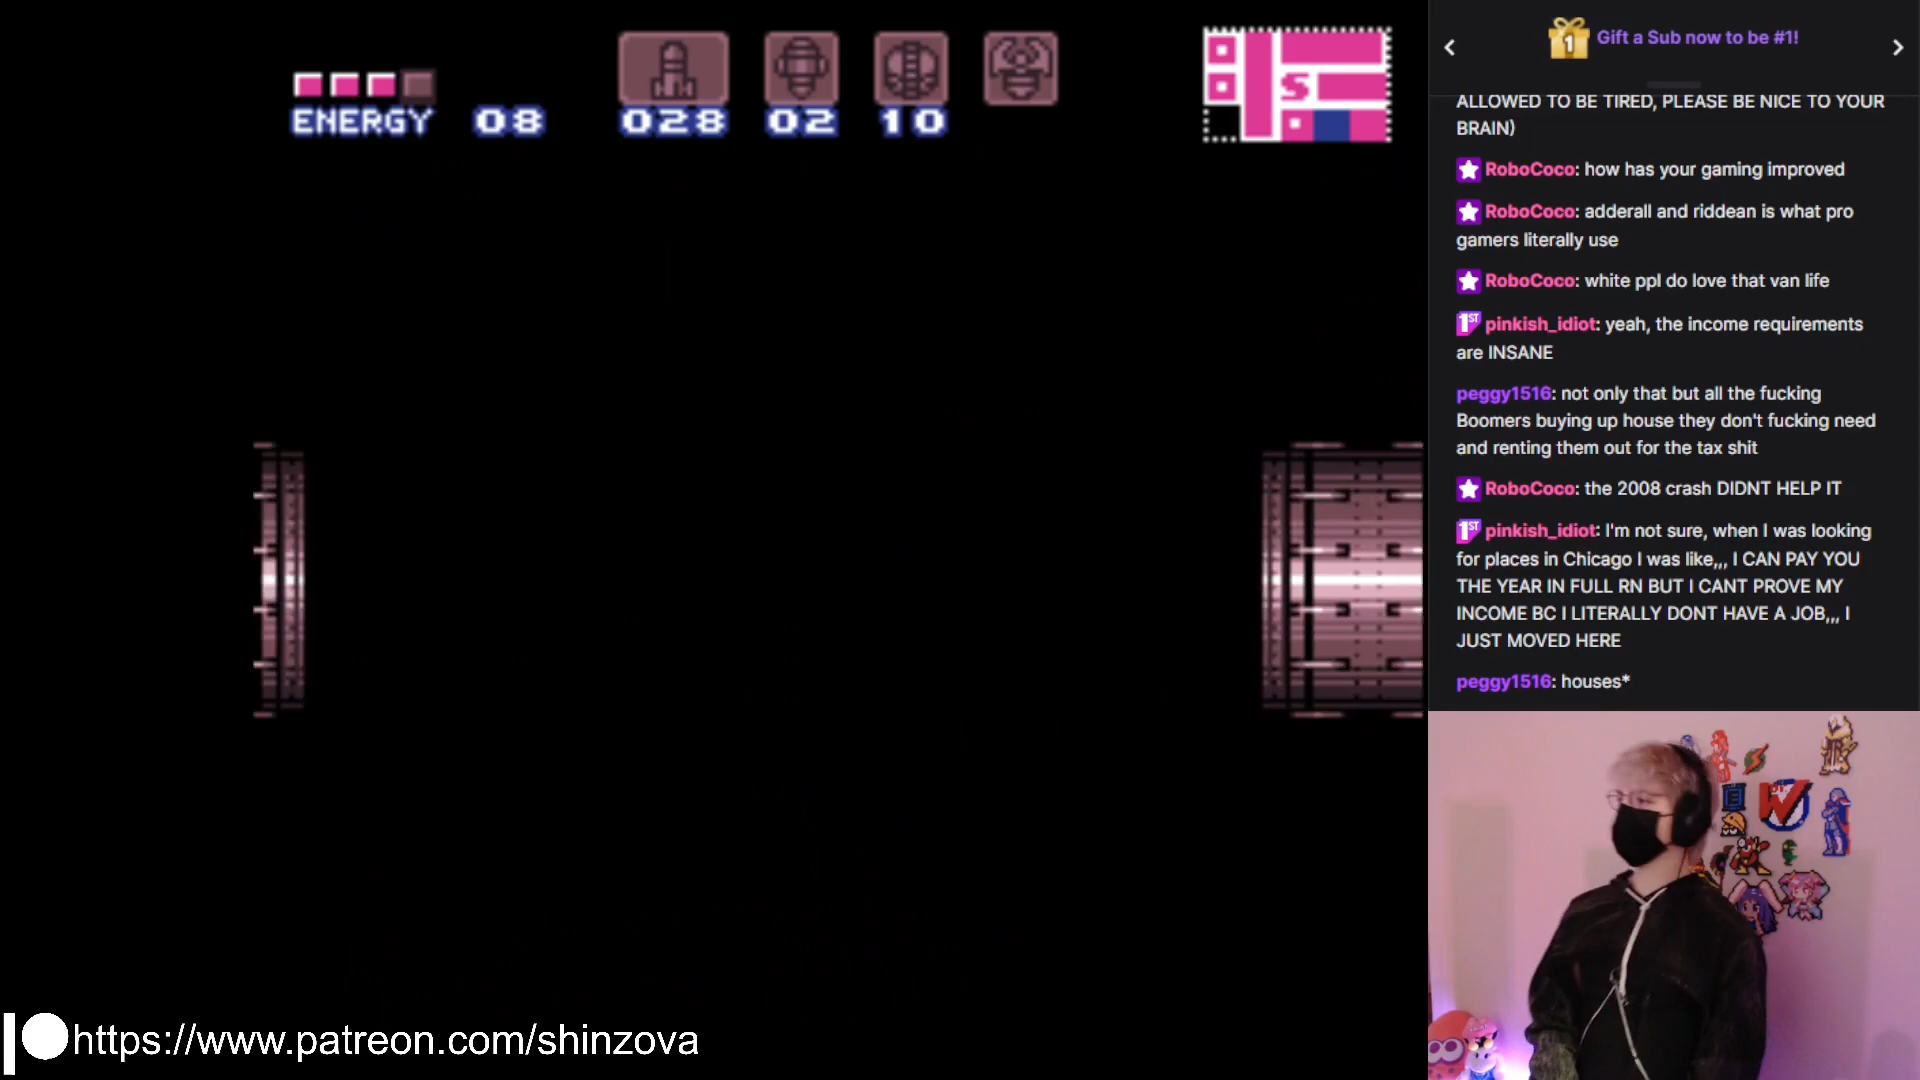 ENERGY 08 028 02 10
S
1 Gift a Sub now to be #1!
ALLOWED TO BE TIRED, PLEASE BE NICE TO YOUR
BRAIN)
RoboCoco: how has your gaming improved
RoboCoco: adderall and riddean is what pro
gamers literally use
RoboCoco: white ppl do love that van life
1ST pinkish_idiot: yeah, the income requirements
are INSANE
peggy1516: not only that but all the fucking
Boomers buying up house they don't fucking need
and renting them out for the tax shit
RoboCoco: the 2008 crash DIDNT HELP IT
1ST pinkish_idiot: I'm not sure, when I was looking
for places in Chicago I was like,,, I CAN PAY YOU
THE YEAR IN FULL RN BUT I CANT PROVE MY
INCOME BC I LITERALLY DONT HAVE A JOB,,, I
JUST MOVED HERE
peggy1516: houses*
W
E
https://www.patreon.com/shinzova